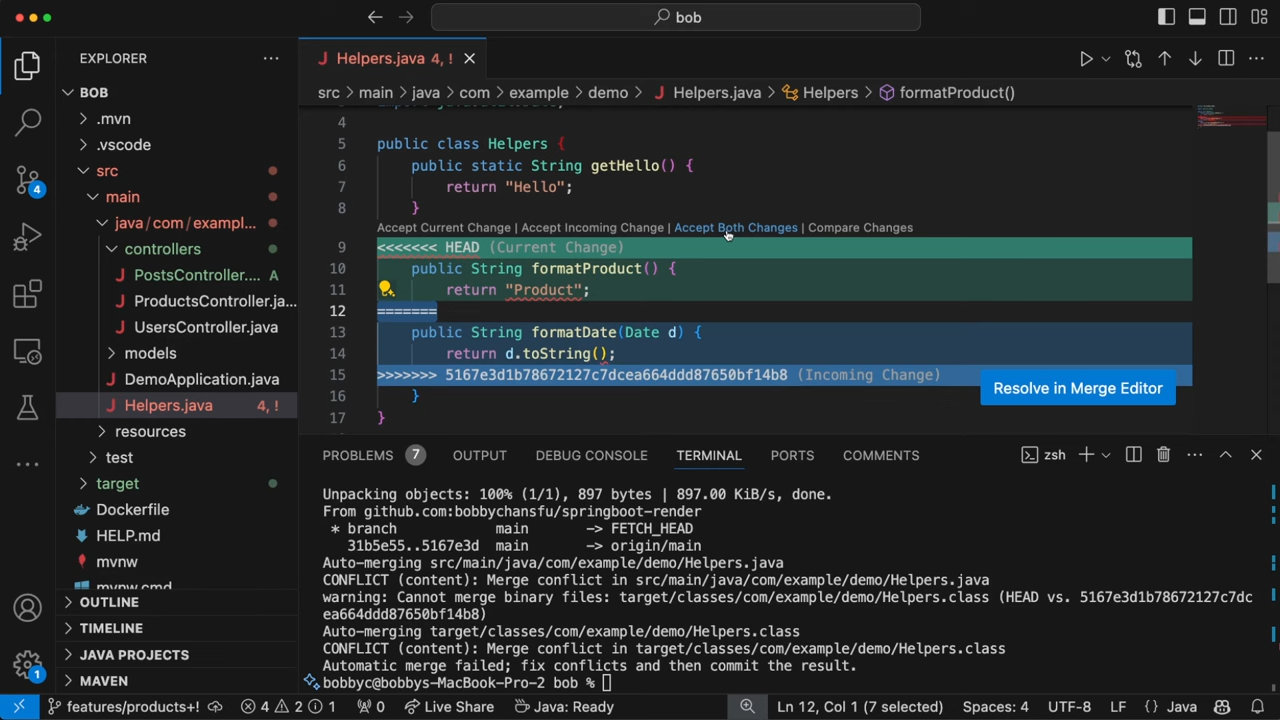 bob
EXPLORER
BOB
.mvn
.vscode
src
main
java/com/exampl...
controllers
PostsController.... A
ProductsController.ja...
UsersController.java
models
DemoApplication.java
Helpers.java 4, !
resources
test
target
Dockerfile
HELP.md
mvnw
mvnw.cmd
OUTLINE
TIMELINE
JAVA PROJECTS
MAVEN
4
1
Helpers.java 4, !
src > main > java > com > example > demo > Helpers.java > Helpers > formatProduct()
4
5 public class Helpers {
6 public static String getHello() {
7 return "Hello";
8 }
Accept Current Change | Accept Incoming Change | Accept Both Changes | Compare Changes
9 <<<<<<< HEAD (Current Change)
10 public String formatProduct() {
11 return "Product";
12 =======
13 public String formatDate(Date d) {
14 return d.toString();
15 >>>>>>> 5167e3d1b78672127c7dcea664ddd87650bf14b8 (Incoming Change)
16 }
17 }
Resolve in Merge Editor
PROBLEMS 7 OUTPUT DEBUG CONSOLE TERMINAL PORTS COMMENTS zsh
Unpacking objects: 100% (1/1), 897 bytes | 897.00 KiB/s, done.
From github.com:bobbychansfu/springboot-render
* branch main -> FETCH_HEAD
31b5e55..5167e3d main -> origin/main
Auto-merging src/main/java/com/example/demo/Helpers.java
CONFLICT (content): Merge conflict in src/main/java/com/example/demo/Helpers.java
warning: Cannot merge binary files: target/classes/com/example/demo/Helpers.class (HEAD vs. 5167e3d1b78672127c7dc
ea664ddd87650bf14b8)
Auto-merging target/classes/com/example/demo/Helpers.class
CONFLICT (content): Merge conflict in target/classes/com/example/demo/Helpers.class
Automatic merge failed; fix conflicts and then commit the result.
bobbyc@bobbys-MacBook-Pro-2 bob %
features/products+! 4 2 1 0 Live Share Java: Ready Ln 12, Col 1 (7 selected) Spaces: 4 UTF-8 LF {} Java